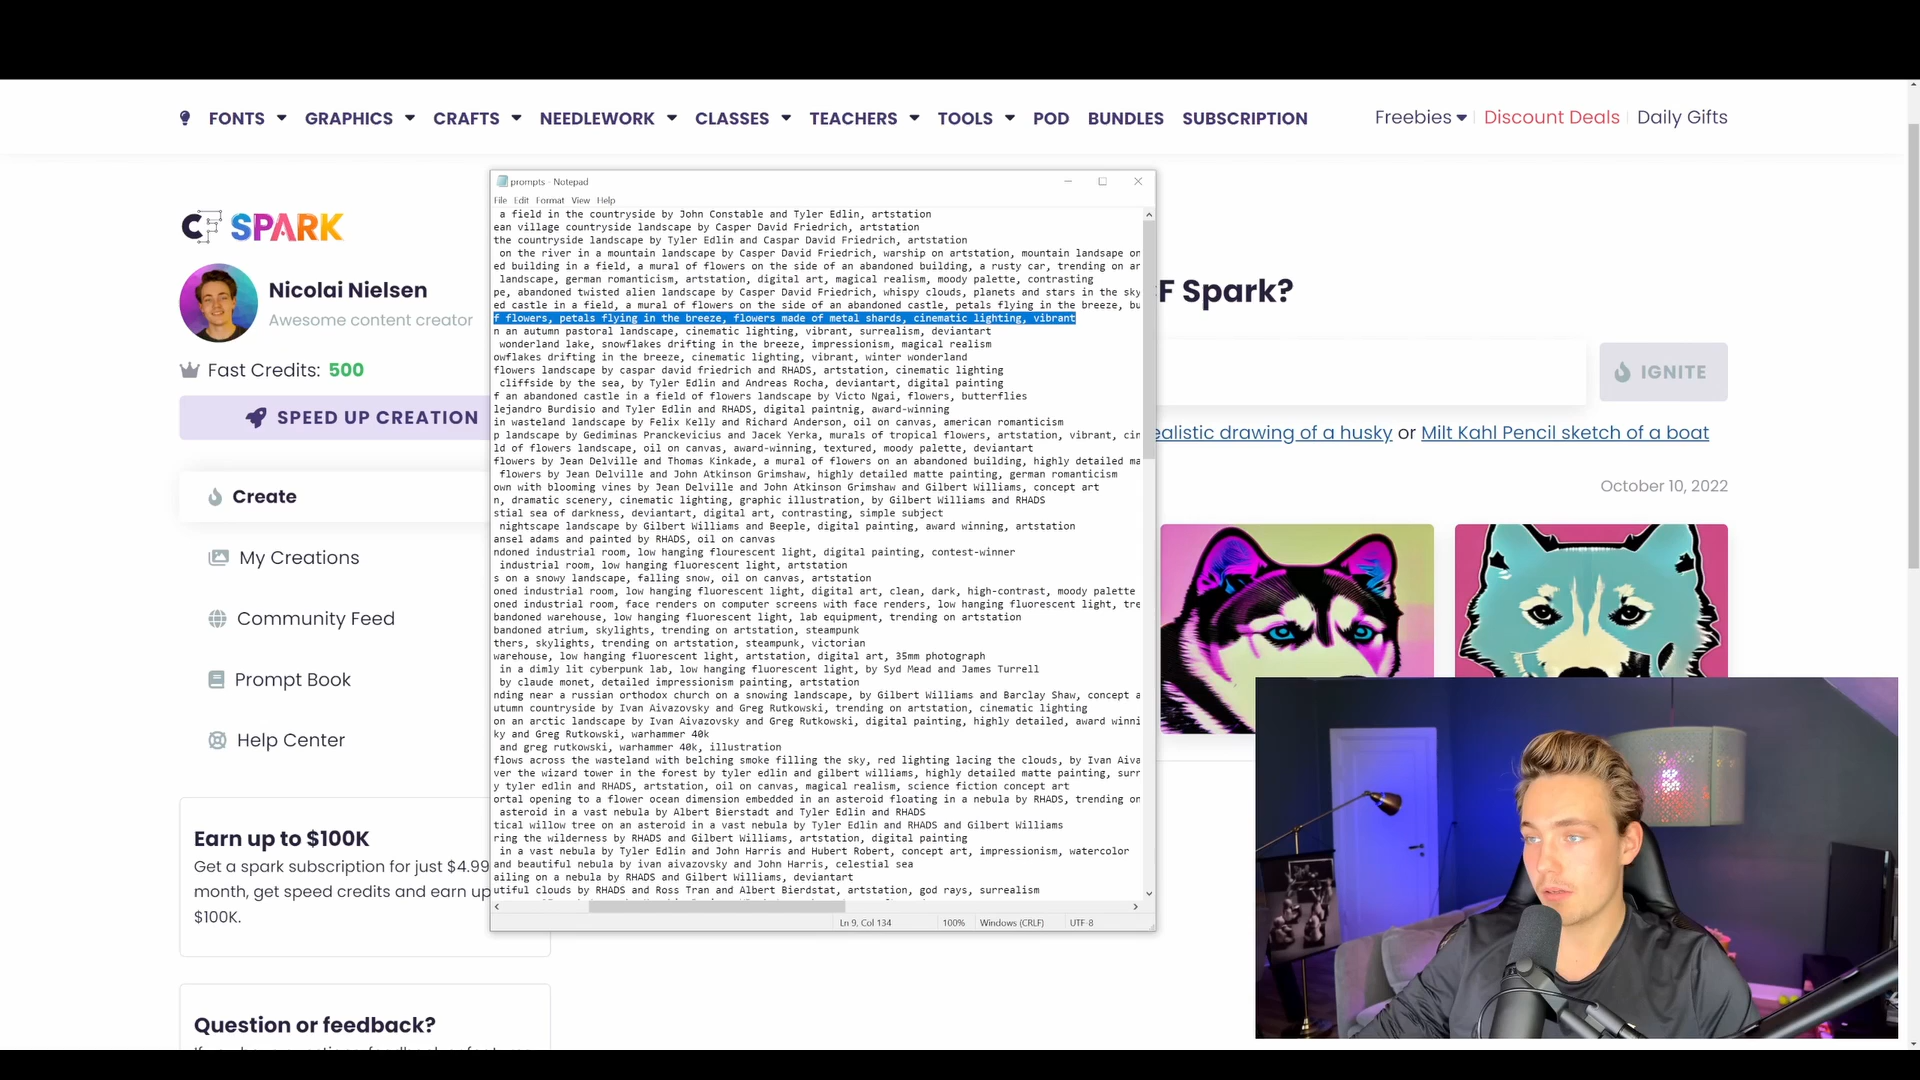 FONTS GRAPHICS CRAFTS NEEDLEWORK CLASSES TEACHERS TOOLS POD BUNDLES SUBSCRIPTION Freebies Discount Deals Daily Gifts
CF SPARK
Nicolai Nielsen
Awesome content creator
Fast Credits: 500
SPEED UP CREATION
Create
My Creations
Community Feed
Prompt Book
Help Center
Earn up to $100K
Get a spark subscription for just $4.99
month, get speed credits and earn up
$100K.
Question or feedback?
prompts - Notepad
File Edit Format View Help
a field in the countryside by John Constable and Tyler Edlin, artstation
ean village countryside landscape by Casper David Friedrich, artstation
the countryside landscape by Tyler Edlin and Caspar David Friedrich, artstation
on the river in a mountain landscape by Casper David Friedrich, warship on artstation, mountain landsape on
ed building in a field, a mural of flowers on the side of an abandoned building, a rusty car, trending on ar
landscape, german romanticism, artstation, digital art, magical realism, moody palette, contrasting
pe, abandoned twisted alien landscape by Casper David Friedrich, whispy clouds, planets and stars in the sky
ed castle in a field, a mural of flowers on the side of an abandoned castle, petals flying in the breeze, bu
f flowers, petals flying in the breeze, flowers made of metal shards, cinematic lighting, vibrant
n an autumn pastoral landscape, cinematic lighting, vibrant, surrealism, deviantart
wonderland lake, snowflakes drifting in the breeze, impressionism, magical realism
owflakes drifting in the breeze, cinematic lighting, vibrant, winter wonderland
flowers landscape by caspar david friedrich and RHADS, artstation, cinematic lighting
cliffside by the sea, by Tyler Edlin and Andreas Rocha, deviantart, digital painting
f an abandoned castle in a field of flowers landscape by Victo Ngai, flowers, butterflies
lejandro Burdisio and Tyler Edlin and RHADS, digital paintnig, award-winning
in wasteland landscape by Felix Kelly and Richard Anderson, oil on canvas, american romanticism
p landscape by Gediminas Pranckevicius and Jacek Yerka, murals of tropical flowers, artstation, vibrant, cin
ld of flowers landscape, oil on canvas, award-winning, textured, moody palette, deviantart
flowers by Jean Delville and Thomas Kinkade, a mural of flowers on an abandoned building, highly detailed ma
flowers by Jean Delville and John Atkinson Grimshaw, highly detailed matte painting, german romanticism
own with blooming vines by Jean Delville and John Atkinson Grimshaw and Gilbert Williams, concept art
n, dramatic scenery, cinematic lighting, graphic illustration, by Gilbert Williams and RHADS
stial sea of darkness, deviantart, digital art, contrasting, simple subject
nightscape landscape by Gilbert Williams and Beeple, digital painting, award winning, artstation
ansel adams and painted by RHADS, oil on canvas
ndoned industrial room, low hanging flourescent light, digital painting, contest-winner
industrial room, low hanging fluorescent light, artstation
s on a snowy landscape, falling snow, oil on canvas, artstation
oned industrial room, low hanging fluorescent light, digital art, clean, dark, high-contrast, moody palette
oned industrial room, face renders on computer screens with face renders, low hanging fluorescent light, tre
bandoned warehouse, low hanging fluorescent light, lab equipment, trending on artstation
bandoned atrium, skylights, trending on artstation, steampunk
thers, skylights, trending on artstation, steampunk, victorian
warehouse, low hanging fluorescent light, artstation, digital art, 35mm photograph
in a dimly lit cyberpunk lab, low hanging fluorescent light, by Syd Mead and James Turrell
by claude monet, detailed impressionism painting, artstation
nding near a russian orthodox church on a snowing landscape, by Gilbert Williams and Barclay Shaw, concept a
utumn countryside by Ivan Aivazovsky and Greg Rutkowski, trending on artstation, cinematic lighting
on an arctic landscape by Ivan Aivazovsky and Greg Rutkowski, digital painting, highly detailed, award winni
ky and Greg Rutkowski, warhammer 40k
and greg rutkowski, warhammer 40k, illustration
flows across the wasteland with belching smoke filling the sky, red lighting lacing the clouds, by Ivan Aiva
ver the wizard tower in the forest by tyler edlin and gilbert williams, highly detailed matte painting, surr
y tyler edlin and RHADS, artstation, oil on canvas, magical realism, science fiction concept art
ortal opening to a flower ocean dimension embedded in an asteroid floating in a nebula by RHADS, trending on
asteroid in a vast nebula by Albert Bierstadt and Tyler Edlin and RHADS
tical willow tree on an asteroid in a vast nebula by Tyler Edlin and RHADS and Gilbert Williams
ring the wilderness by RHADS and Gilbert Williams, artstation, digital painting
in a vast nebula by Tyler Edlin and John Harris and Hubert Robert, concept art, impressionism, watercolor
and beautiful nebula by ivan aivazovsky and John Harris, celestial sea
ailing on a nebula by RHADS and Gilbert Williams, deviantart
utiful clouds by RHADS and Ross Tran and Albert Bierdstat, artstation, god rays, surrealism
Ln 9, Col 134 100% Windows (CRLF) UTF-8
F Spark?
IGNITE
ealistic drawing of a husky or Milt Kahl Pencil sketch of a boat
October 10, 2022